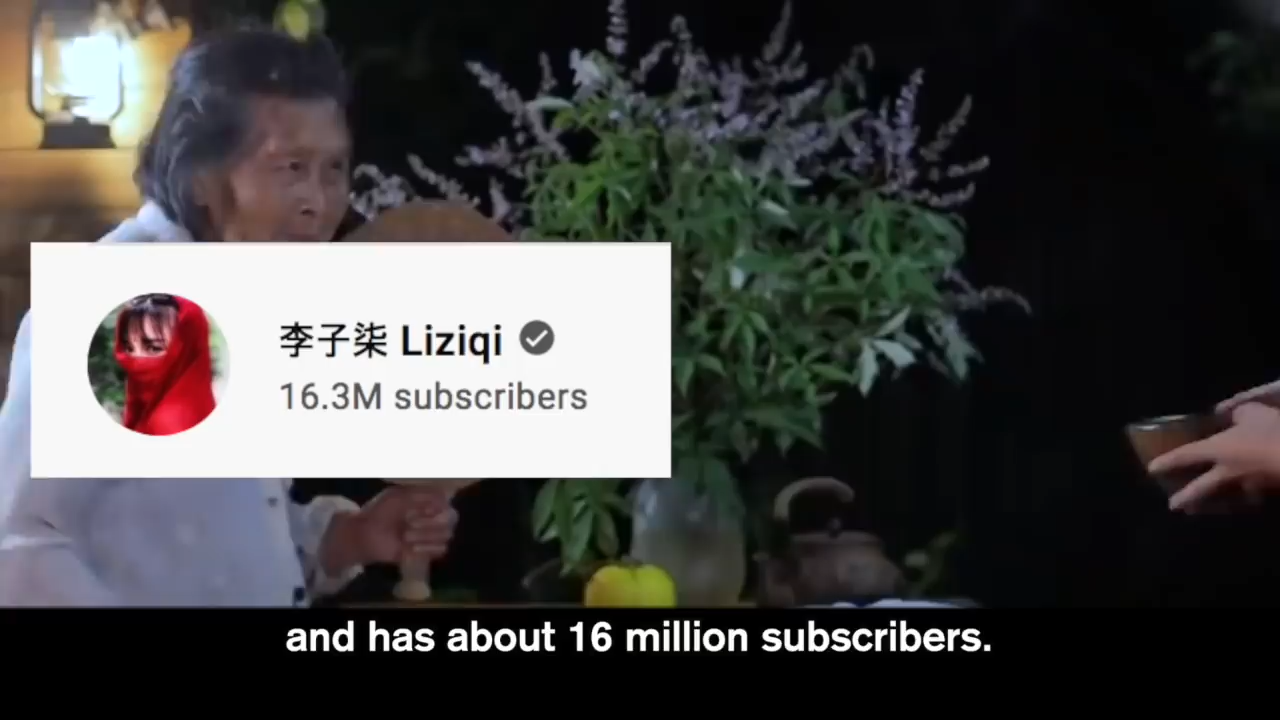 李子柒 Liziqi
16.3M subscribers
and has about 16 million subscribers.